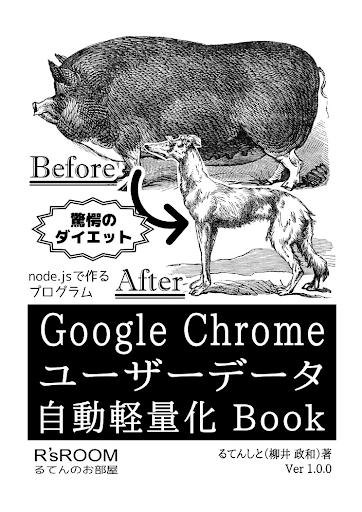 Before
驚愕の
ダイエット
node.jsで作る
プログラム
After
Google Chrome
ユーザーデータ
自動軽量化 Book
R'sROOM
るてんのお部屋
るてんしと(柳井 政和)著
Ver 1.0.0